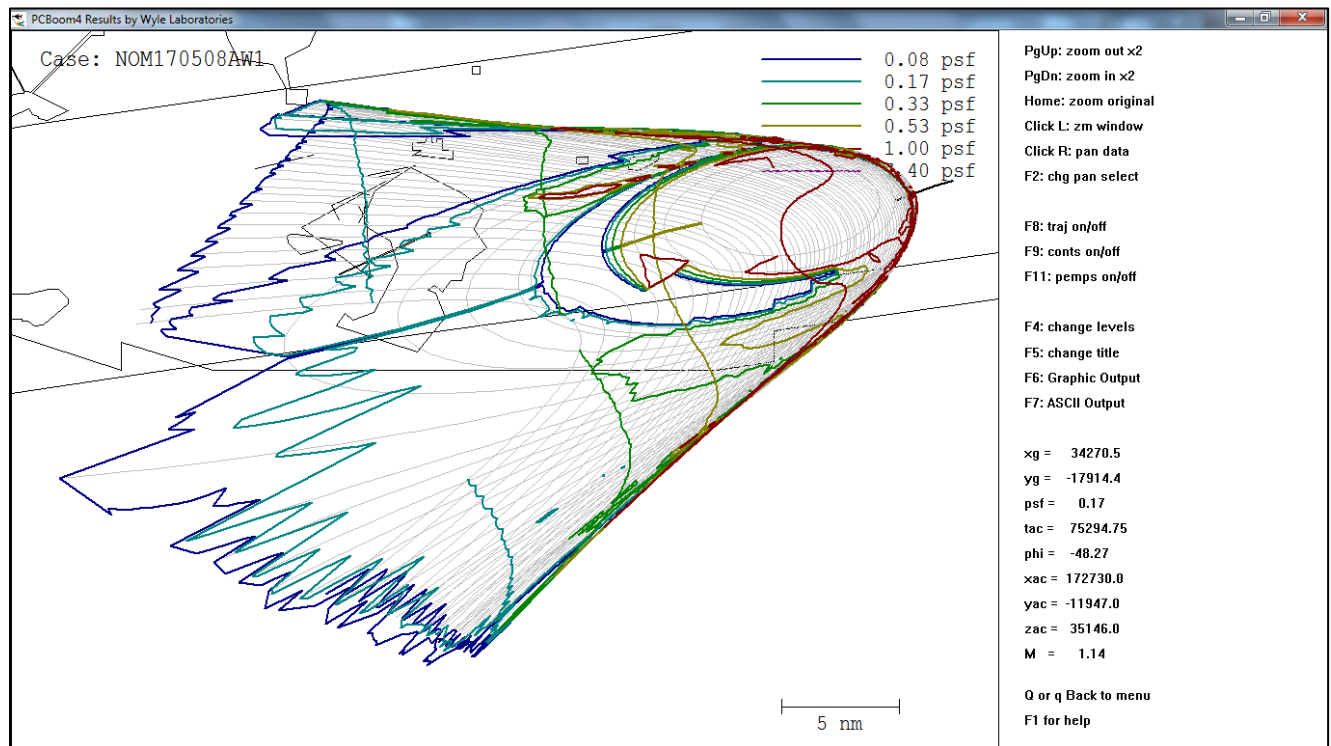 PCBoom4 Results by Wyle Laboratories
Case: NOM170508AW1
0.08 psf
0.17 psf
0.33 psf
0.53 psf
1.00 psf
40 psf
PgUp: zoom out x2
PgDn: zoom in x2
Home: zoom original
Click L: zm window
Click R: pan data
F2: chg pan select
F8: traj on/off
F9: conts on/off
F11: pemps on/off
F4: change levels
F5: change title
F6: Graphic Output
F7: ASCII Output
xg = 34270.5
yg = -17914.4
psf = 0.17
tac = 75294.75
phi = -48.27
xac = 172730.0
yac = -11947.0
zac = 35146.0
M = 1.14
Q or q Back to menu
F1 for help
5 nm